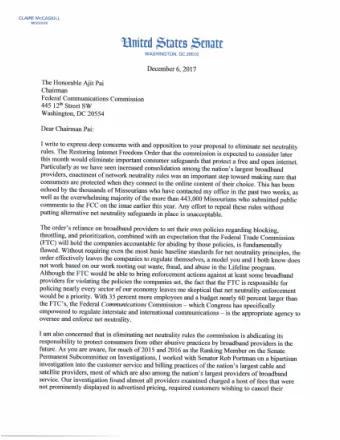 CLAIRE McCASKILL
MISSOURI
United States Senate
WASHINGTON, DC 20510
December 6, 2017
The Honorable Ajit Pai
Chairman
Federal Communications Commission
445 12th Street SW
Washington, DC 20554
Dear Chairman Pai:
I write to express deep concerns with and opposition to your proposal to eliminate net neutrality
rules. The Restoring Internet Freedom Order that the commission is expected to consider later
this month would eliminate important consumer safeguards that protect a free and open internet.
Particularly as we have seen increased consolidation among the nation's largest broadband
providers, enactment of network neutrality rules was an important step toward making sure that
consumers are protected when they connect to the online content of their choice. This has been
echoed by the thousands of Missourians who have contacted my office in the past two weeks, as
well as the overwhelming majority of the more than 443,000 Missourians who submitted public
comments to the FCC on the issue earlier this year. Any effort to repeal these rules without
putting alternative net neutrality safeguards in place is unacceptable.
The order's reliance on broadband providers to set their own policies regarding blocking,
throttling, and prioritization, combined with an expectation that the Federal Trade Commission
(FTC) will hold the companies accountable for abiding by those policies, is fundamentally
flawed. Without requiring even the most basic baseline standards for net neutrality principles, the
order effectively leaves the companies to regulate themselves, a model you and I both know does
not work based on our work rooting out waste, fraud, and abuse in the Lifeline program.
Although the FTC would be able to bring enforcement actions against at least some broadband
providers for violating the policies the companies set, the fact that the FTC is responsible for
policing nearly every sector of our economy leaves me skeptical that net neutrality enforcement
would be a priority. With 35 percent more employees and a budget nearly 60 percent larger than
the FTC's, the Federal Communications Commission – which Congress has specifically
empowered to regulate interstate and international communications – is the appropriate agency to
oversee and enforce net neutrality.
I am also concerned that in eliminating net neutrality rules the commission is abdicating its
responsibility to protect consumers from other abusive practices by broadband providers in the
future. As you are aware, for much of 2015 and 2016 as the Ranking Member on the Senate
Permanent Subcommittee on Investigations, I worked with Senator Rob Portman on a bipartisan
investigation into the customer service and billing practices of the nation's largest cable and
satellite providers, most of which are also among the nation's largest providers of broadband
service. Our investigation found almost all providers examined charged a host of fees that were
not prominently displayed in advertised pricing, required customers wishing to cancel their